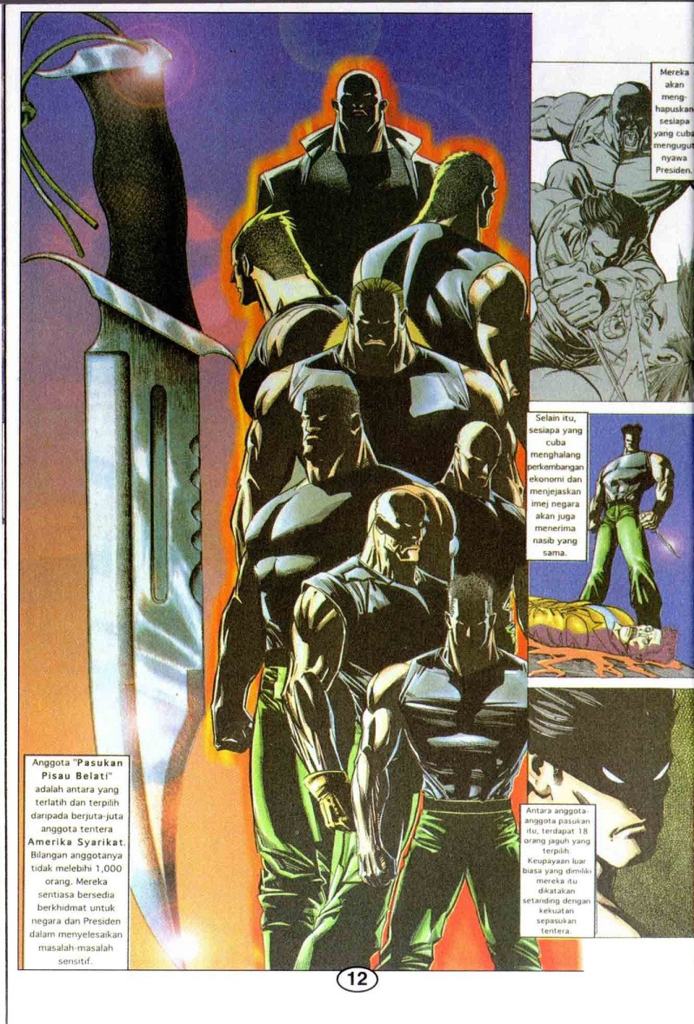 Anggota "Pasukan
Pisau Belati"
adalah antara yang
terlatih dan terpilih
daripada berjuta-juta
anggota tentera
Amerika Syarikat.
Bilangan anggotanya
tidak melebihi 1,000
orang. Mereka
sentiasa bersedia
berkhidmat untuk
negara dan Presiden
dalam menyelesaikan
masalah-masalah
sensitif.
Mereka
akan
meng-
hapuskan
sesiapa
yang cuba
mengugut
nyawa
Presiden.
Selain itu,
sesiapa yang
cuba
menghalang
perkembangan
ekonomi dan
menjejaskan
imej negara
akan juga
menerima
nasib yang
sama.
Antara anggota-
anggota pasukan
itu, terdapat 18
orang jaguh yang
terpilih.
Keupayaan luar
biasa yang dimiliki
mereka itu
dikatakan
setanding dengan
kekuatan
sepasukan
tentera.
12